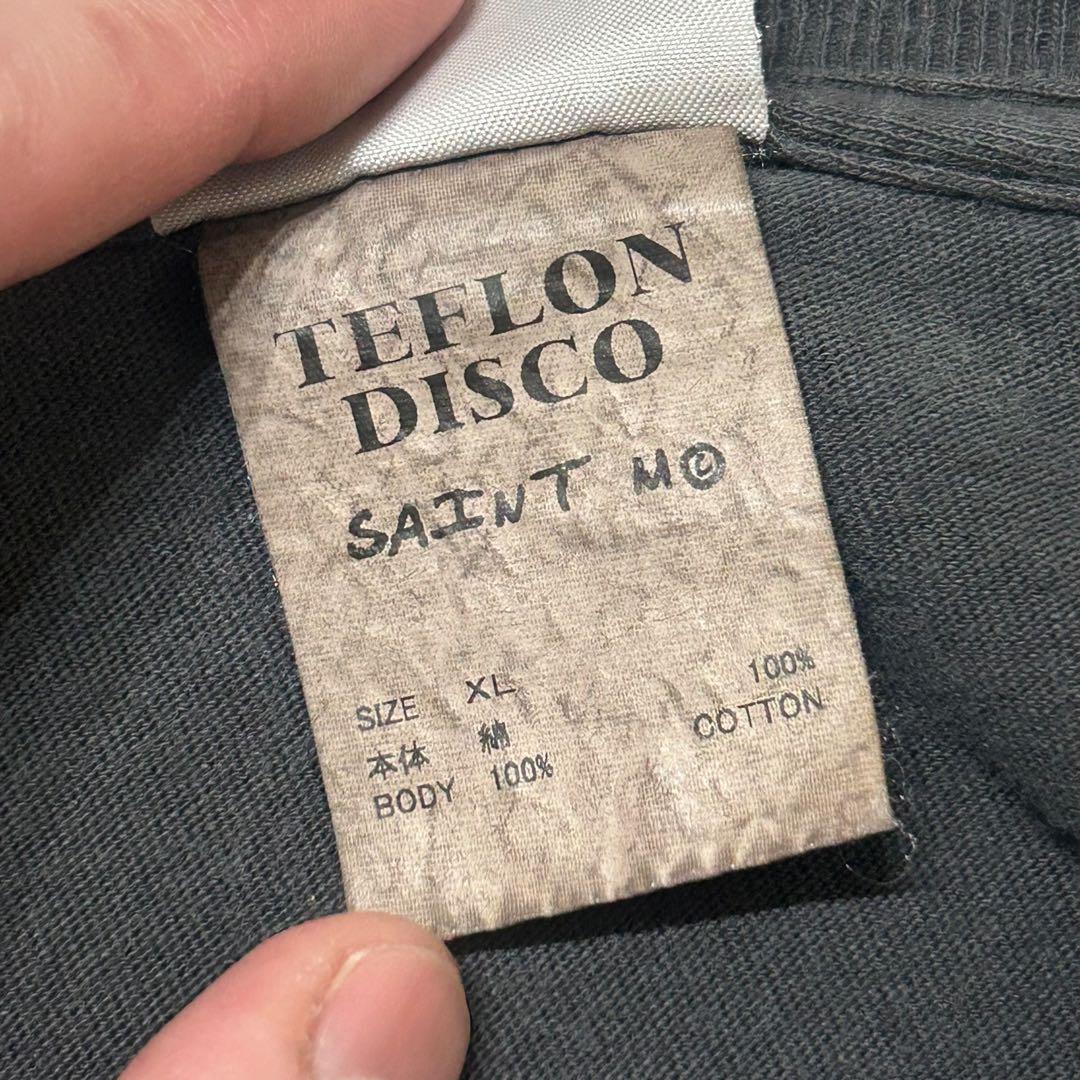 TEFLON
DISCO
SAINT M©
SIZE XL
本体 綿
BODY 100%
100%
COTTON